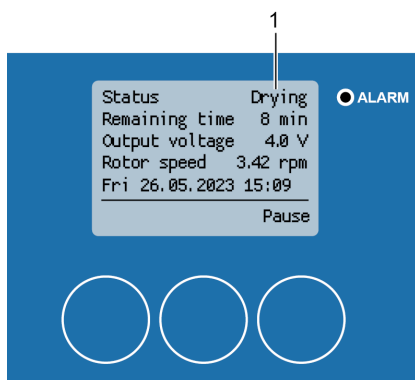 1
Status Drying
ALARM
Remaining time 8 min
Output voltage 4.0 V
Rotor speed 3.42 rpm
Fri 26.05.2023 15:09
Pause